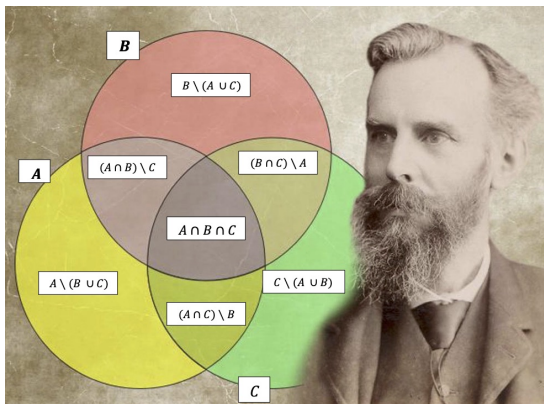 B
B \ (A ∪ C)
(A ∩ B) \ C
(B ∩ C) \ A
A
A ∩ B ∩ C
A \ (B ∪ C)
C \ (A ∪ B)
(A ∩ C) \ B
C